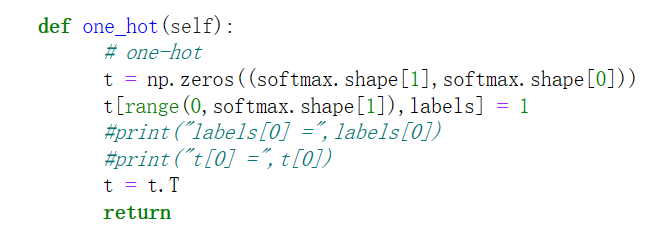 def one_hot(self):
# one-hot
t = np.zeros((softmax.shape[1],softmax.shape[0]))
t[range(0,softmax.shape[1]),labels] = 1
#print("labels[0] =",labels[0])
#print("t[0] =",t[0])
t = t.T
return